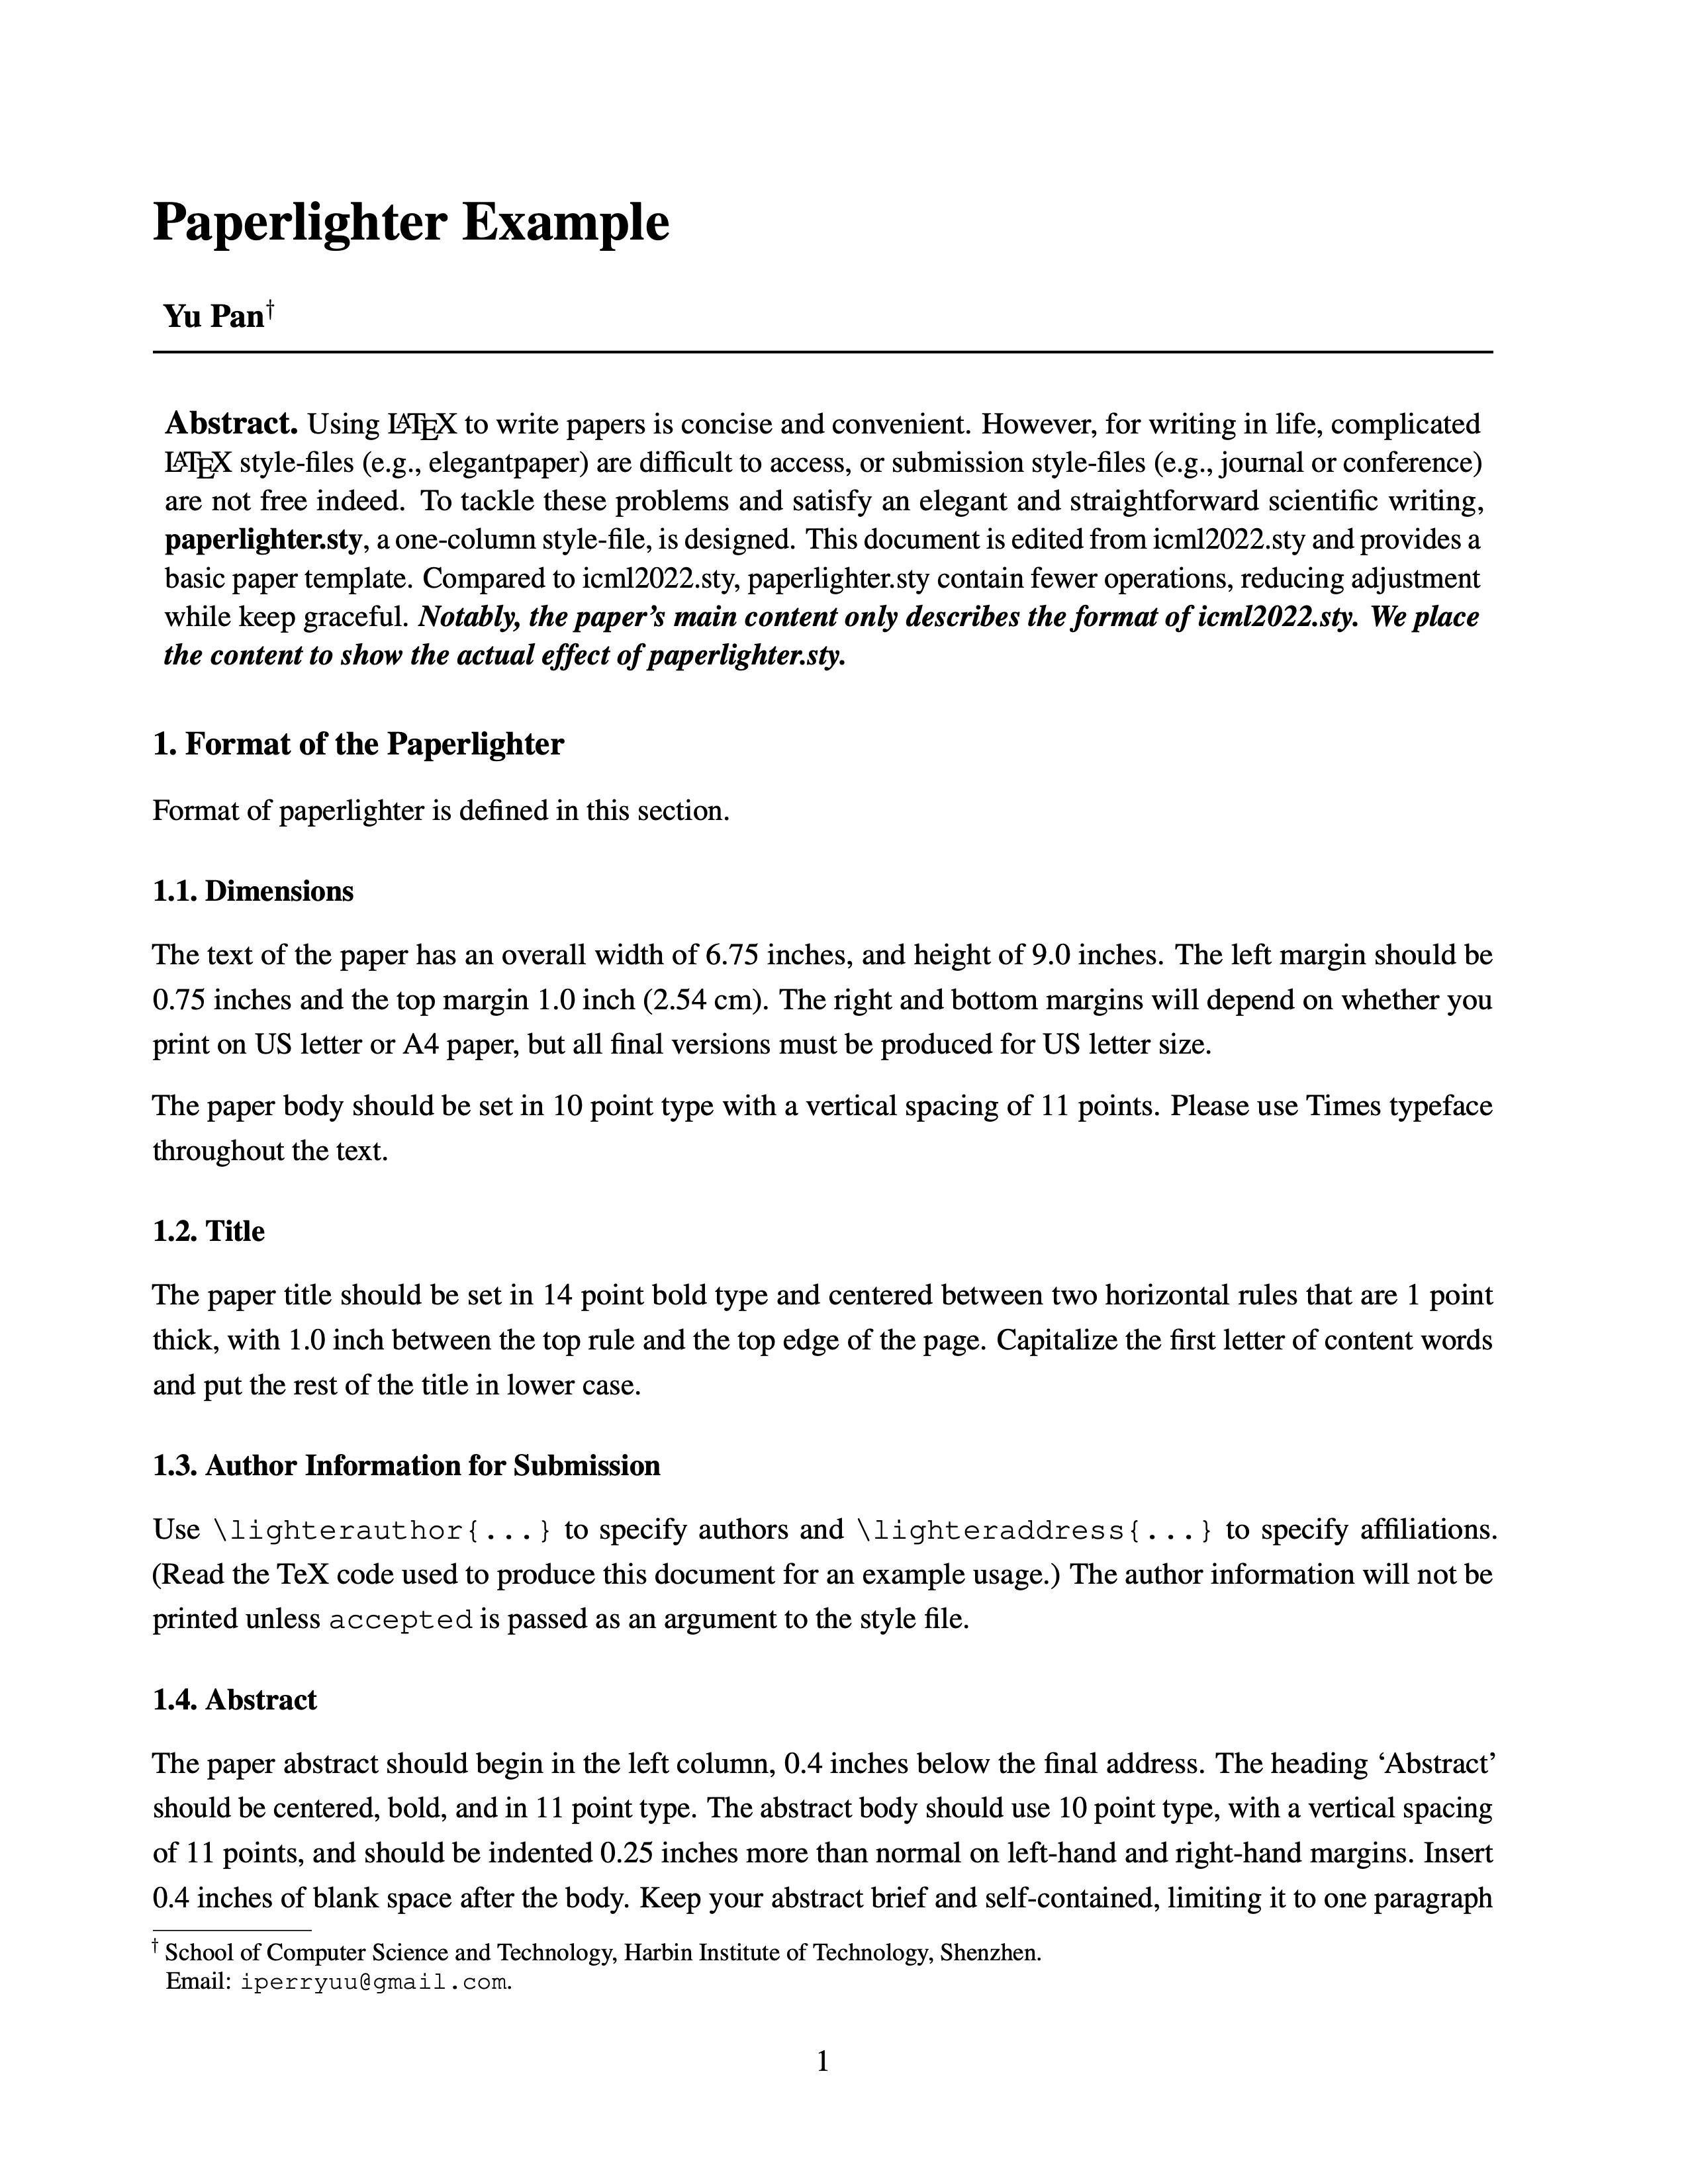 Paperlighter Example
Yu Pan†
Abstract. Using LATEX to write papers is concise and convenient. However, for writing in life, complicated
LATEX style-files (e.g., elegantpaper) are difficult to access, or submission style-files (e.g., journal or conference)
are not free indeed. To tackle these problems and satisfy an elegant and straightforward scientific writing,
paperlighter.sty, a one-column style-file, is designed. This document is edited from icml2022.sty and provides a
basic paper template. Compared to icml2022.sty, paperlighter.sty contain fewer operations, reducing adjustment
while keep graceful. Notably, the paper’s main content only describes the format of icml2022.sty. We place
the content to show the actual effect of paperlighter.sty.
1. Format of the Paperlighter
Format of paperlighter is defined in this section.
1.1. Dimensions
The text of the paper has an overall width of 6.75 inches, and height of 9.0 inches. The left margin should be
0.75 inches and the top margin 1.0 inch (2.54 cm). The right and bottom margins will depend on whether you
print on US letter or A4 paper, but all final versions must be produced for US letter size.
The paper body should be set in 10 point type with a vertical spacing of 11 points. Please use Times typeface
throughout the text.
1.2. Title
The paper title should be set in 14 point bold type and centered between two horizontal rules that are 1 point
thick, with 1.0 inch between the top rule and the top edge of the page. Capitalize the first letter of content words
and put the rest of the title in lower case.
1.3. Author Information for Submission
Use \lighterauthor{...} to specify authors and \lighteraddress{...} to specify affiliations.
(Read the TeX code used to produce this document for an example usage.) The author information will not be
printed unless accepted is passed as an argument to the style file.
1.4. Abstract
The paper abstract should begin in the left column, 0.4 inches below the final address. The heading ‘Abstract’
should be centered, bold, and in 11 point type. The abstract body should use 10 point type, with a vertical spacing
of 11 points, and should be indented 0.25 inches more than normal on left-hand and right-hand margins. Insert
0.4 inches of blank space after the body. Keep your abstract brief and self-contained, limiting it to one paragraph
† School of Computer Science and Technology, Harbin Institute of Technology, Shenzhen.
Email: iperryuu@gmail.com.
1